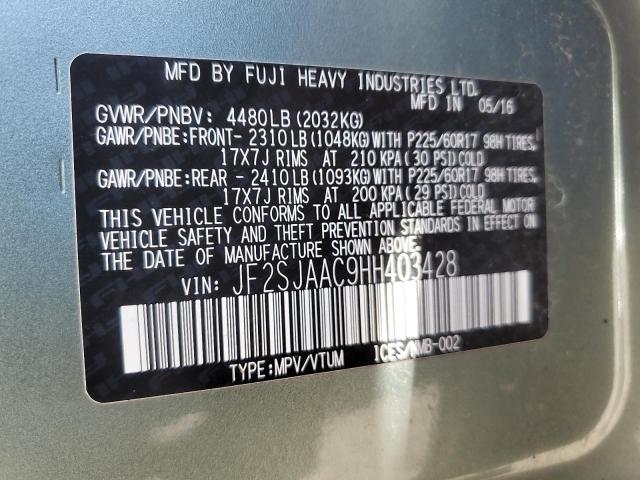 MFD BY FUJI HEAVY INDUSTRIES LTD.
MFD IN 05/16
GVWR/PNBV: 4480LB(2032KG)
GAWR/PNBE:FRONT- 2310LB(1048KG)WITH P225/60R17 98H TIRES,
17X7J RIMS AT 210 KPA(30 PSI)COLD
GAWR/PNBE:REAR - 2410LB(1093KG)WITH P225/60R17 98H TIRES,
17X7J RIMS AT 200 KPA(29 PSI)COLD
THIS VEHICLE CONFORMS TO ALL APPLICABLE FEDERAL MOTOR
VEHICLE SAFETY AND THEFT PREVENTION STANDARDS IN EFFECT ON
THE DATE OF MANUFACTURE SHOWN ABOVE.
VIN: JF2SJAAC9HH403428
TYPE:MPV/VTUM ICES/NMB-002